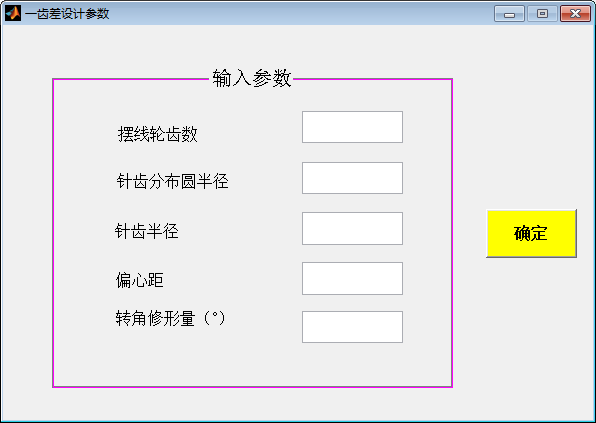 一齿差设计参数
输入参数
摆线轮齿数
针齿分布圆半径
针齿半径
偏心距
转角修形量（°）
确定